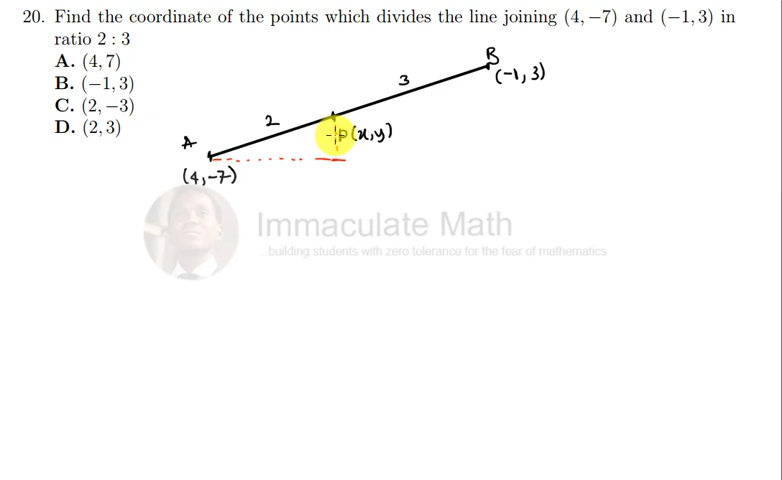 20. Find the coordinate of the points which divides the line joining (4, −7) and (−1, 3) in
ratio 2 : 3
A. (4, 7)
B. (−1, 3)
C. (2, −3)
D. (2, 3)
B
(-1, 3)
3
2
P(x,y)
A
(4,-7)
Immaculate Math
...building students with zero tolerance for the fear of mathematics